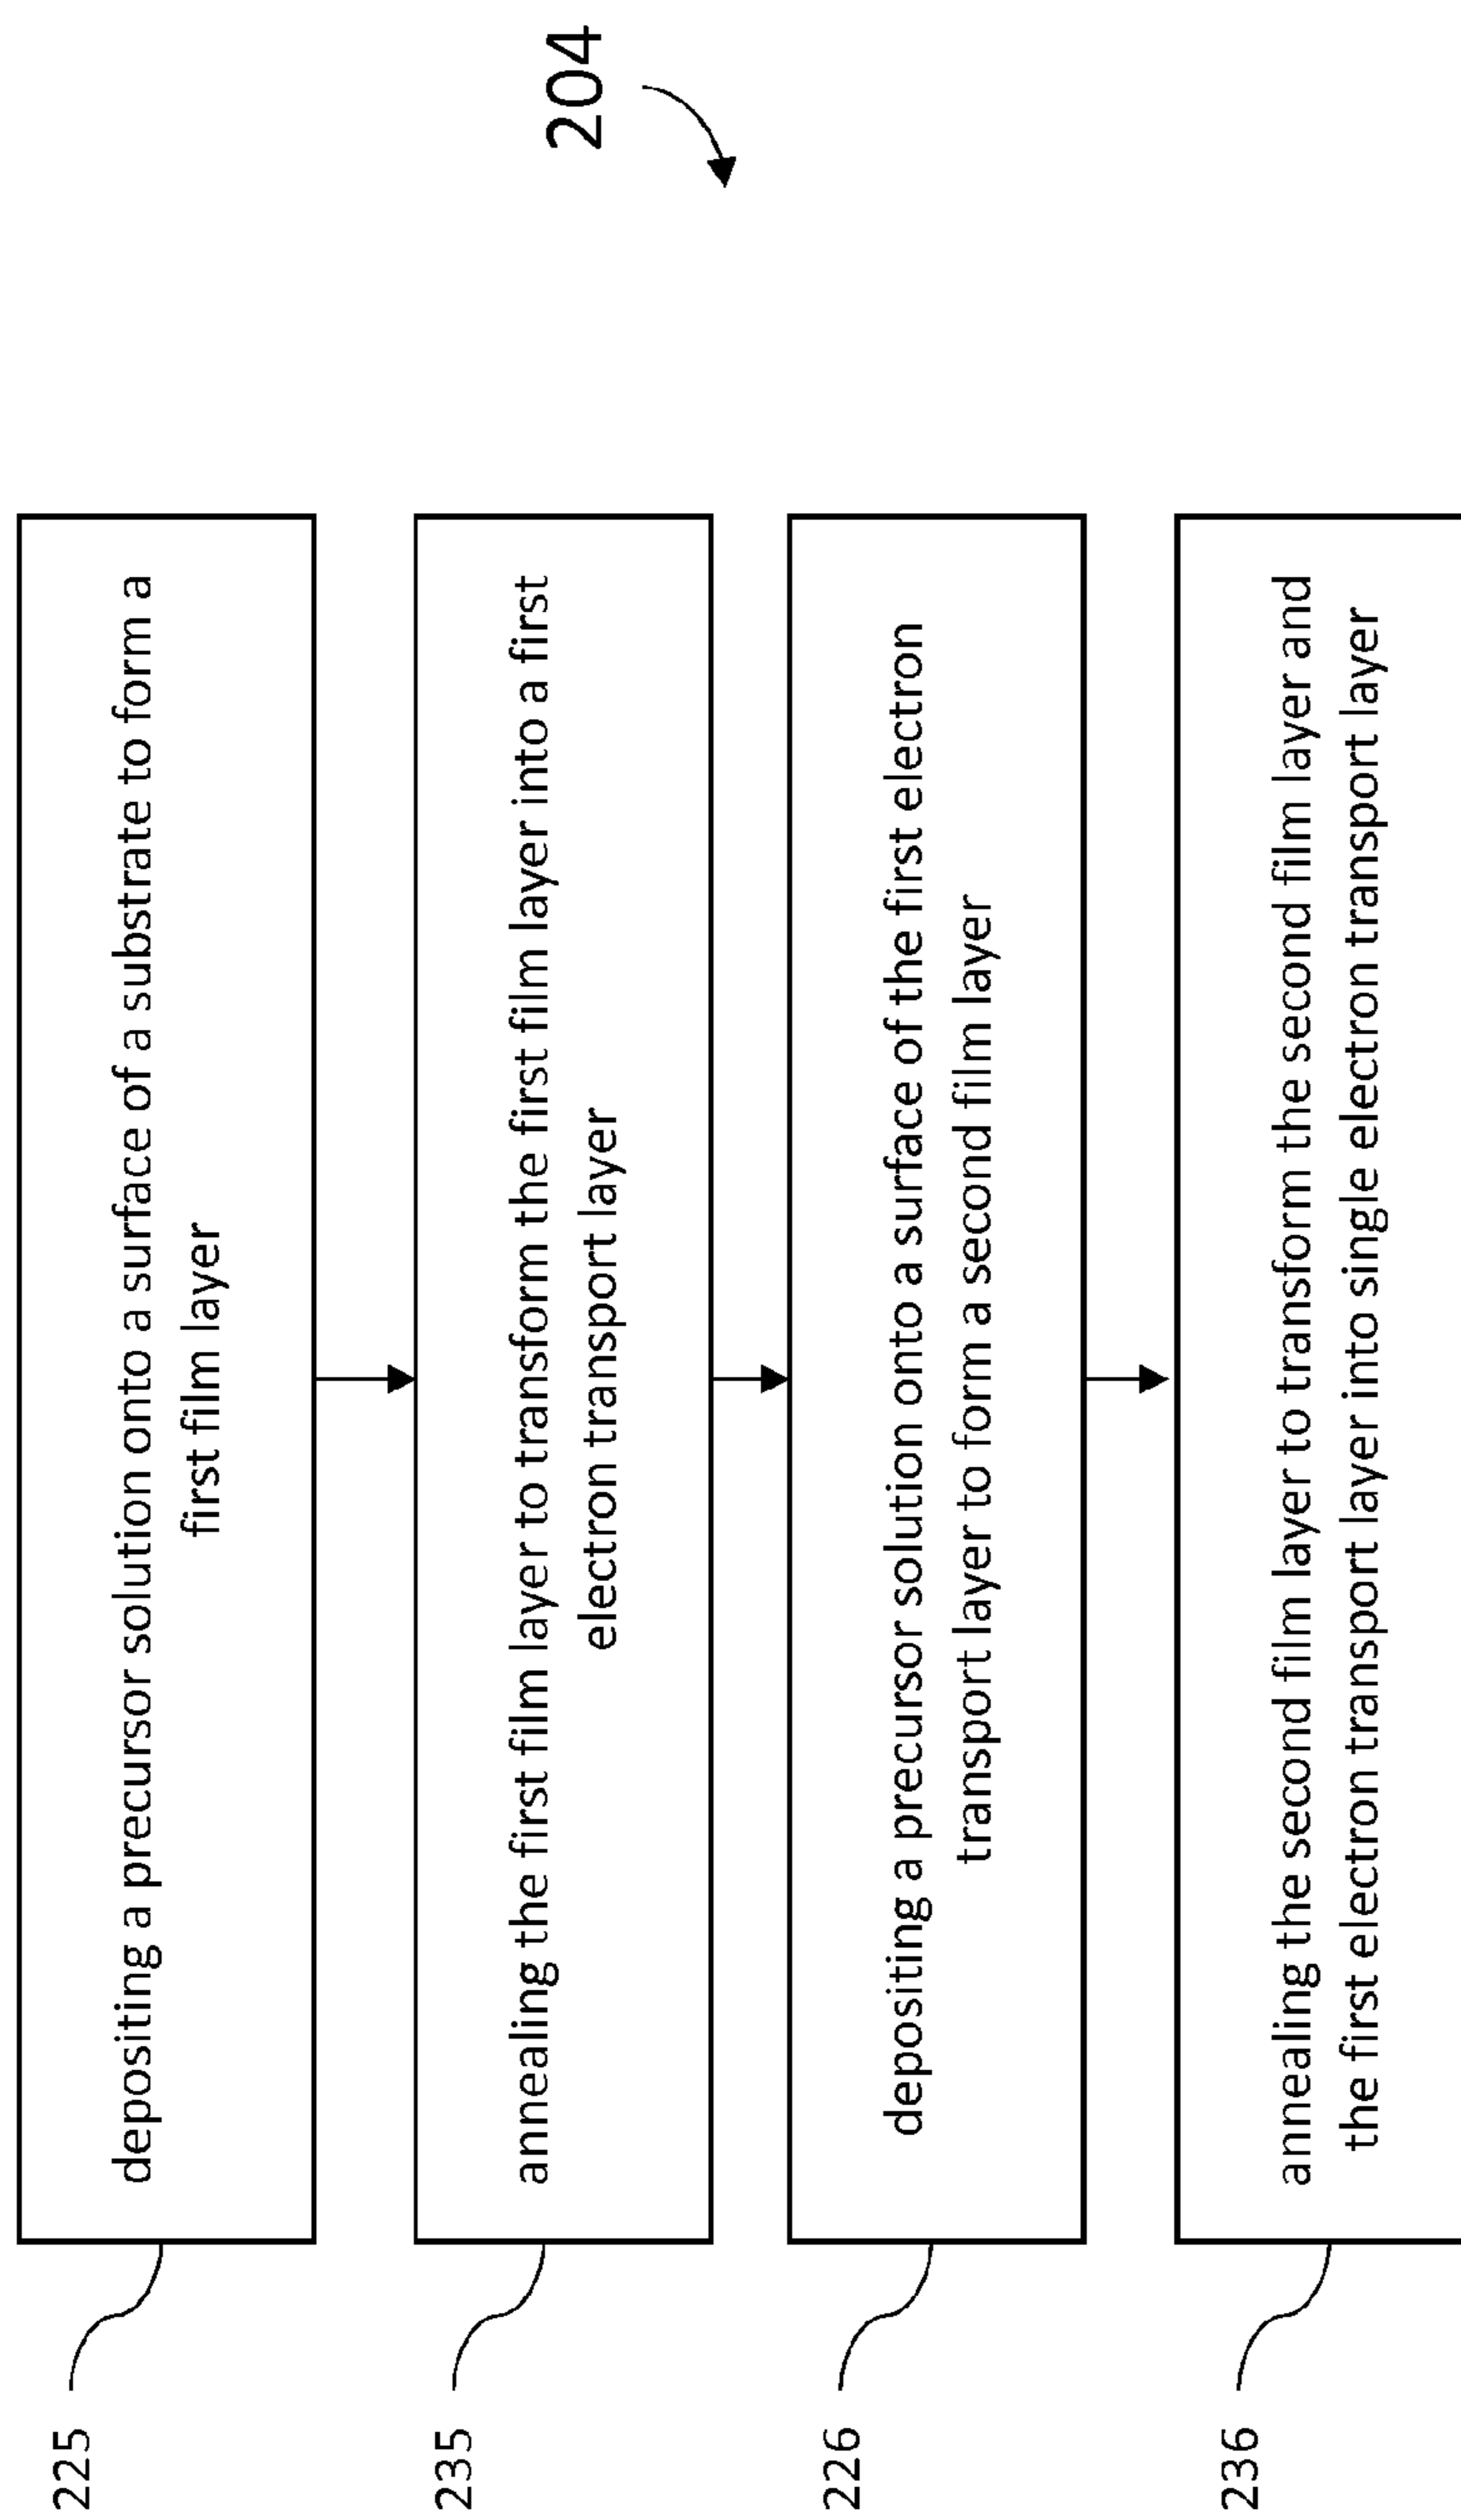 204
225
depositing a precursor solution onto a surface of a substrate to form a
first film layer
235
annealing the first film layer to transform the first film layer into a first
electron transport layer
226
depositing a precursor solution onto a surface of the first electron
transport layer to form a second film layer
236
annealing the second film layer to transform the second film layer and
the first electron transport layer into single electron transport layer